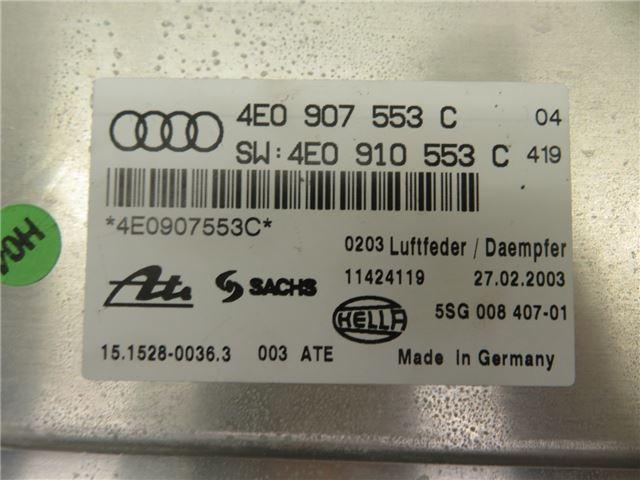 4E0 907 553 C 04
SW:4E0 910 553 C 419
*4E0907553C*
0203 Luftfeder / Daempfer
Ate SACHS 11424119 27.02.2003
HELLA 5SG 008 407-01
15.1528-0036.3 003 ATE Made in Germany